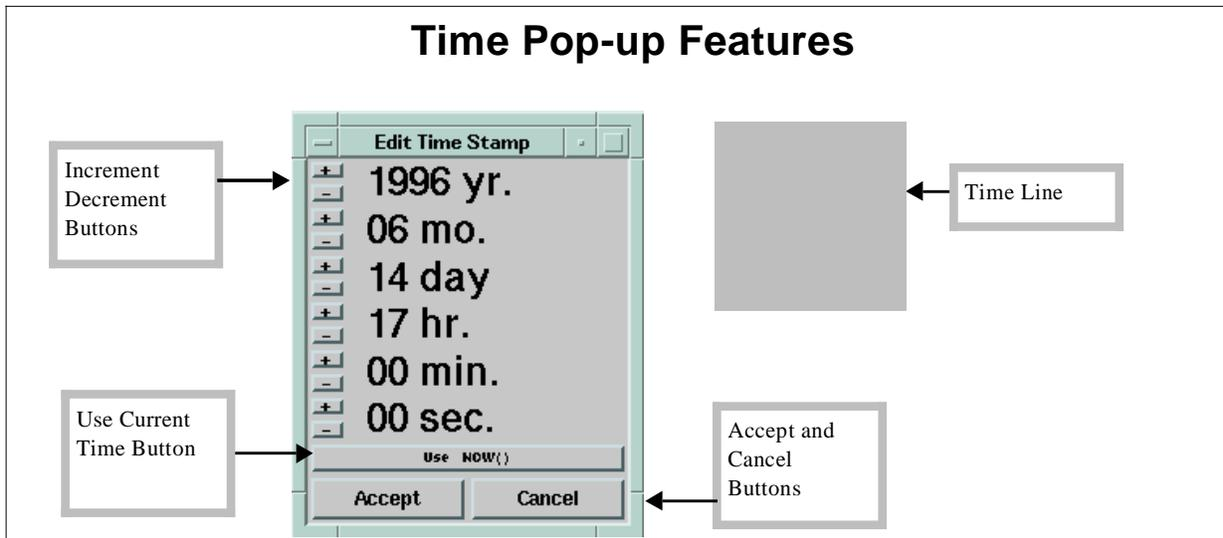 Time Pop-up Features
Increment
Decrement
Buttons
Edit Time Stamp
+
-
1996 yr.
+
-
06 mo.
+
-
14 day
+
-
17 hr.
+
-
00 min.
+
-
00 sec.
Use NOW()
Accept Cancel
Time Line
Use Current
Time Button
Accept and
Cancel
Buttons